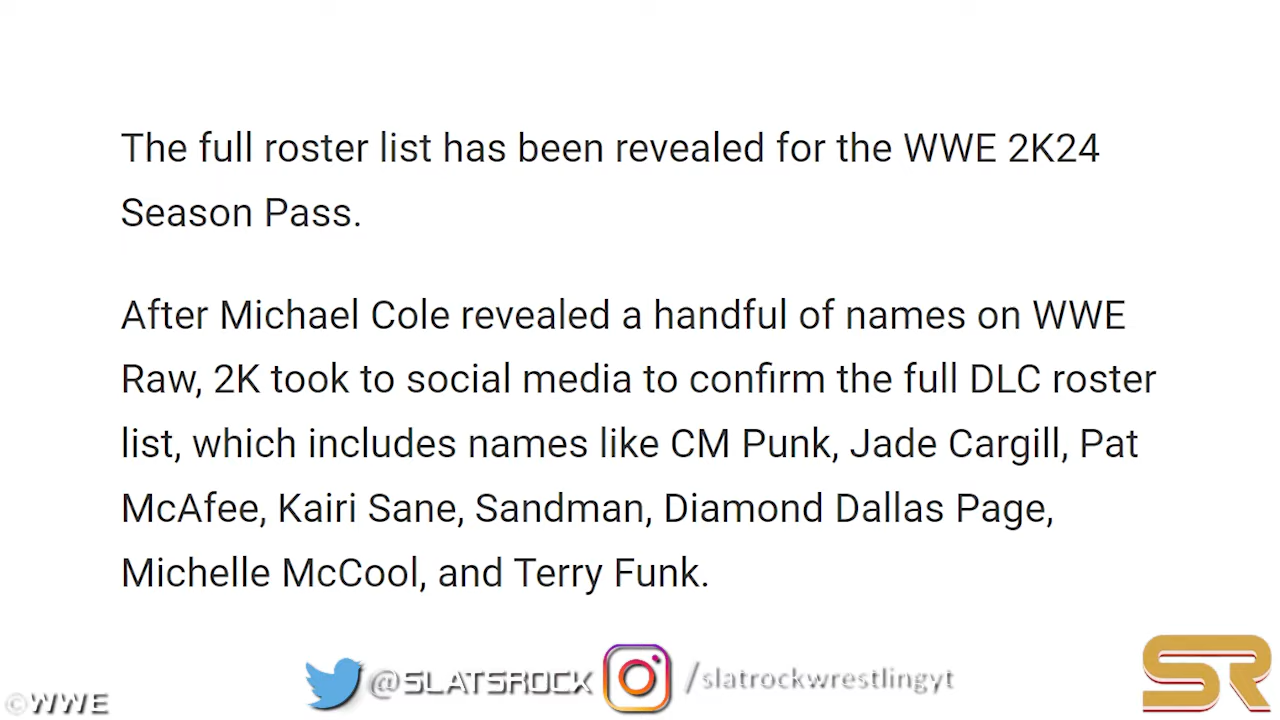 The full roster list has been revealed for the WWE 2K24
Season Pass.
After Michael Cole revealed a handful of names on WWE
Raw, 2K took to social media to confirm the full DLC roster
list, which includes names like CM Punk, Jade Cargill, Pat
McAfee, Kairi Sane, Sandman, Diamond Dallas Page,
Michelle McCool, and Terry Funk.
©WWE
@SLATSROCK
/slatrockwrestlingyt
SR